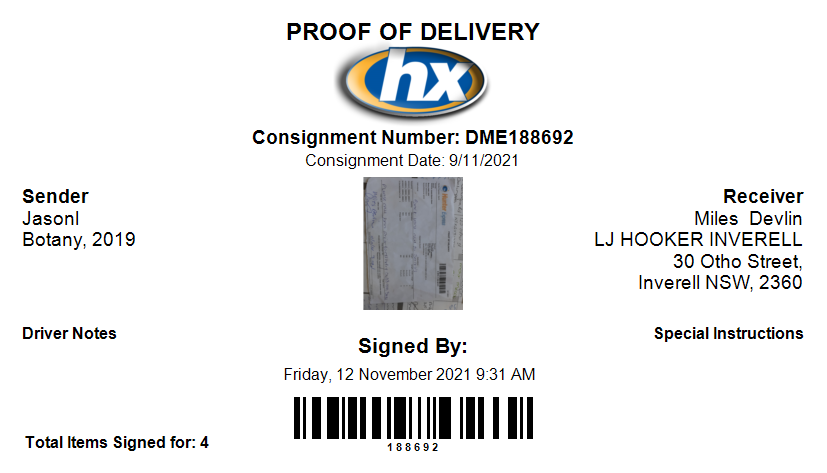 PROOF OF DELIVERY
hx
Consignment Number: DME188692
Consignment Date: 9/11/2021
Sender
JasonI
Botany, 2019
Receiver
Miles  Devlin
LJ HOOKER INVERELL
30 Otho Street,
Inverell NSW, 2360
Driver Notes
Special Instructions
Signed By:
Friday, 12 November 2021 9:31 AM
188692
Total Items Signed for: 4